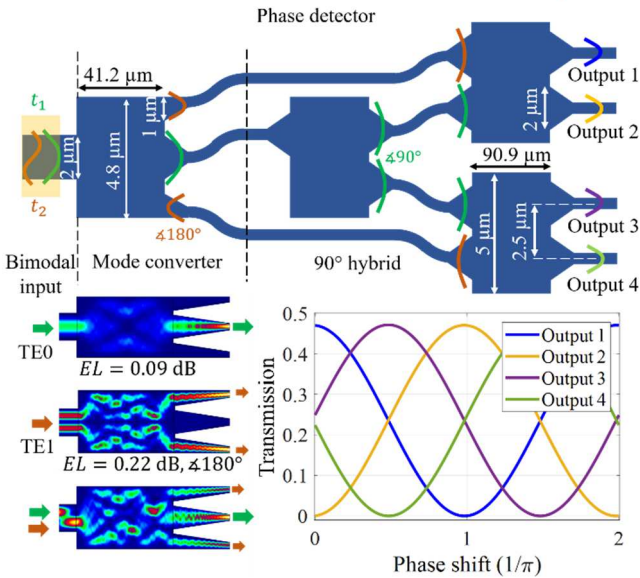 Phase detector
41.2 μm
t₁
t₂
2 μm
4.8 μm
1 μm
∡180°
∡90°
90.9 μm
2 μm
5 μm
2.5 μm
Output 1
Output 2
Output 3
Output 4
Bimodal input
Mode converter
90° hybrid
TE0
EL = 0.09 dB
TE1
EL = 0.22 dB, ∡180°
Transmission
0.5
0.4
0.3
0.2
0.1
0
0
1
2
Phase shift (1/π)
Output 1
Output 2
Output 3
Output 4